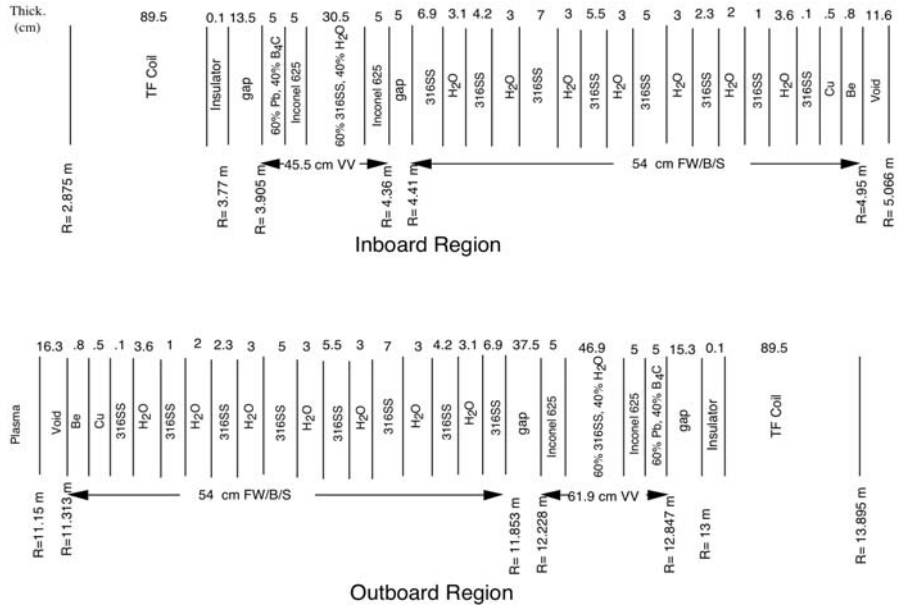 Thick.
(cm)
89.5 0.1 13.5 5 5 30.5 5 5 6.9 3.1 4.2 3 7 3 5.5 3 5 3 2.3 2 1 3.6 .1 .5 .8 11.6
TF Coil
Insulator
gap
60% Pb, 40% B4C
Inconel 625
60% 316SS, 40% H2O
Inconel 625
gap
316SS
H2O
316SS
H2O
316SS
H2O
316SS
H2O
316SS
H2O
316SS
H2O
316SS
H2O
316SS
Cu
Be
Void
45.5 cm VV
54 cm FW/B/S
R= 2.875 m
R= 3.77 m
R= 3.905 m
R= 4.36 m
R= 4.41 m
R=4.95 m
R= 5.066 m
Inboard Region
16.3 .8 .5 .1 3.6 1 2 2.3 3 5 3 5.5 3 7 3 4.2 3.1 6.9 37.5 5 46.9 5 5 15.3 0.1 89.5
Plasma
Void
Be
Cu
316SS
H2O
316SS
H2O
316SS
H2O
316SS
H2O
316SS
H2O
316SS
H2O
316SS
H2O
316SS
gap
Inconel 625
60% 316SS, 40% H2O
Inconel 625
60% Pb, 40% B4C
gap
Insulator
TF Coil
54 cm FW/B/S
61.9 cm VV
R=11.15 m
R=11.313 m
R= 11.853 m
R= 12.228 m
R= 12.847 m
R= 13 m
R= 13.895 m
Outboard Region